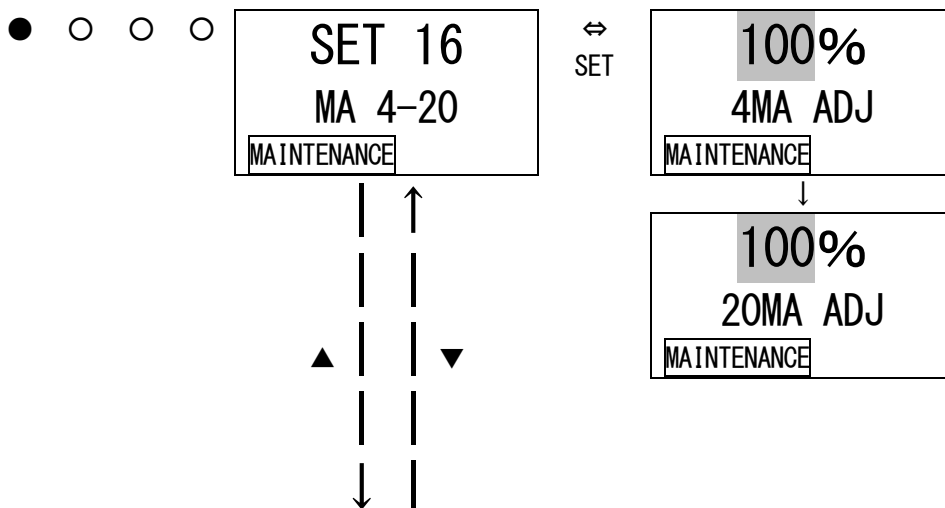 ● ○ ○ ○
SET 16
MA 4-20
MAINTENANCE
⇔
SET
100%
4MA ADJ
MAINTENANCE
↓
100%
20MA ADJ
MAINTENANCE
▲ ▼